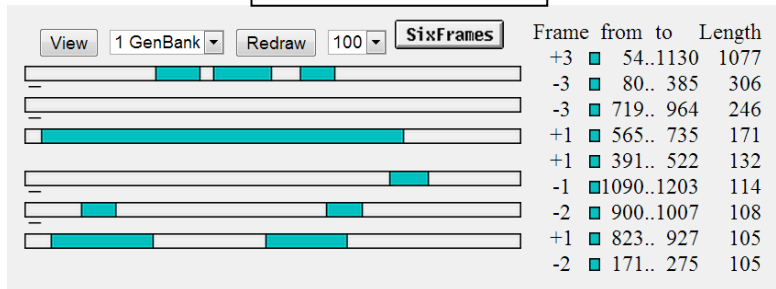 View 1 GenBank Redraw 100 SixFrames
Frame from to Length
+3 54..1130 1077
-3 80.. 385 306
-3 719.. 964 246
+1 565.. 735 171
+1 391.. 522 132
-1 1090..1203 114
-2 900..1007 108
+1 823.. 927 105
-2 171.. 275 105